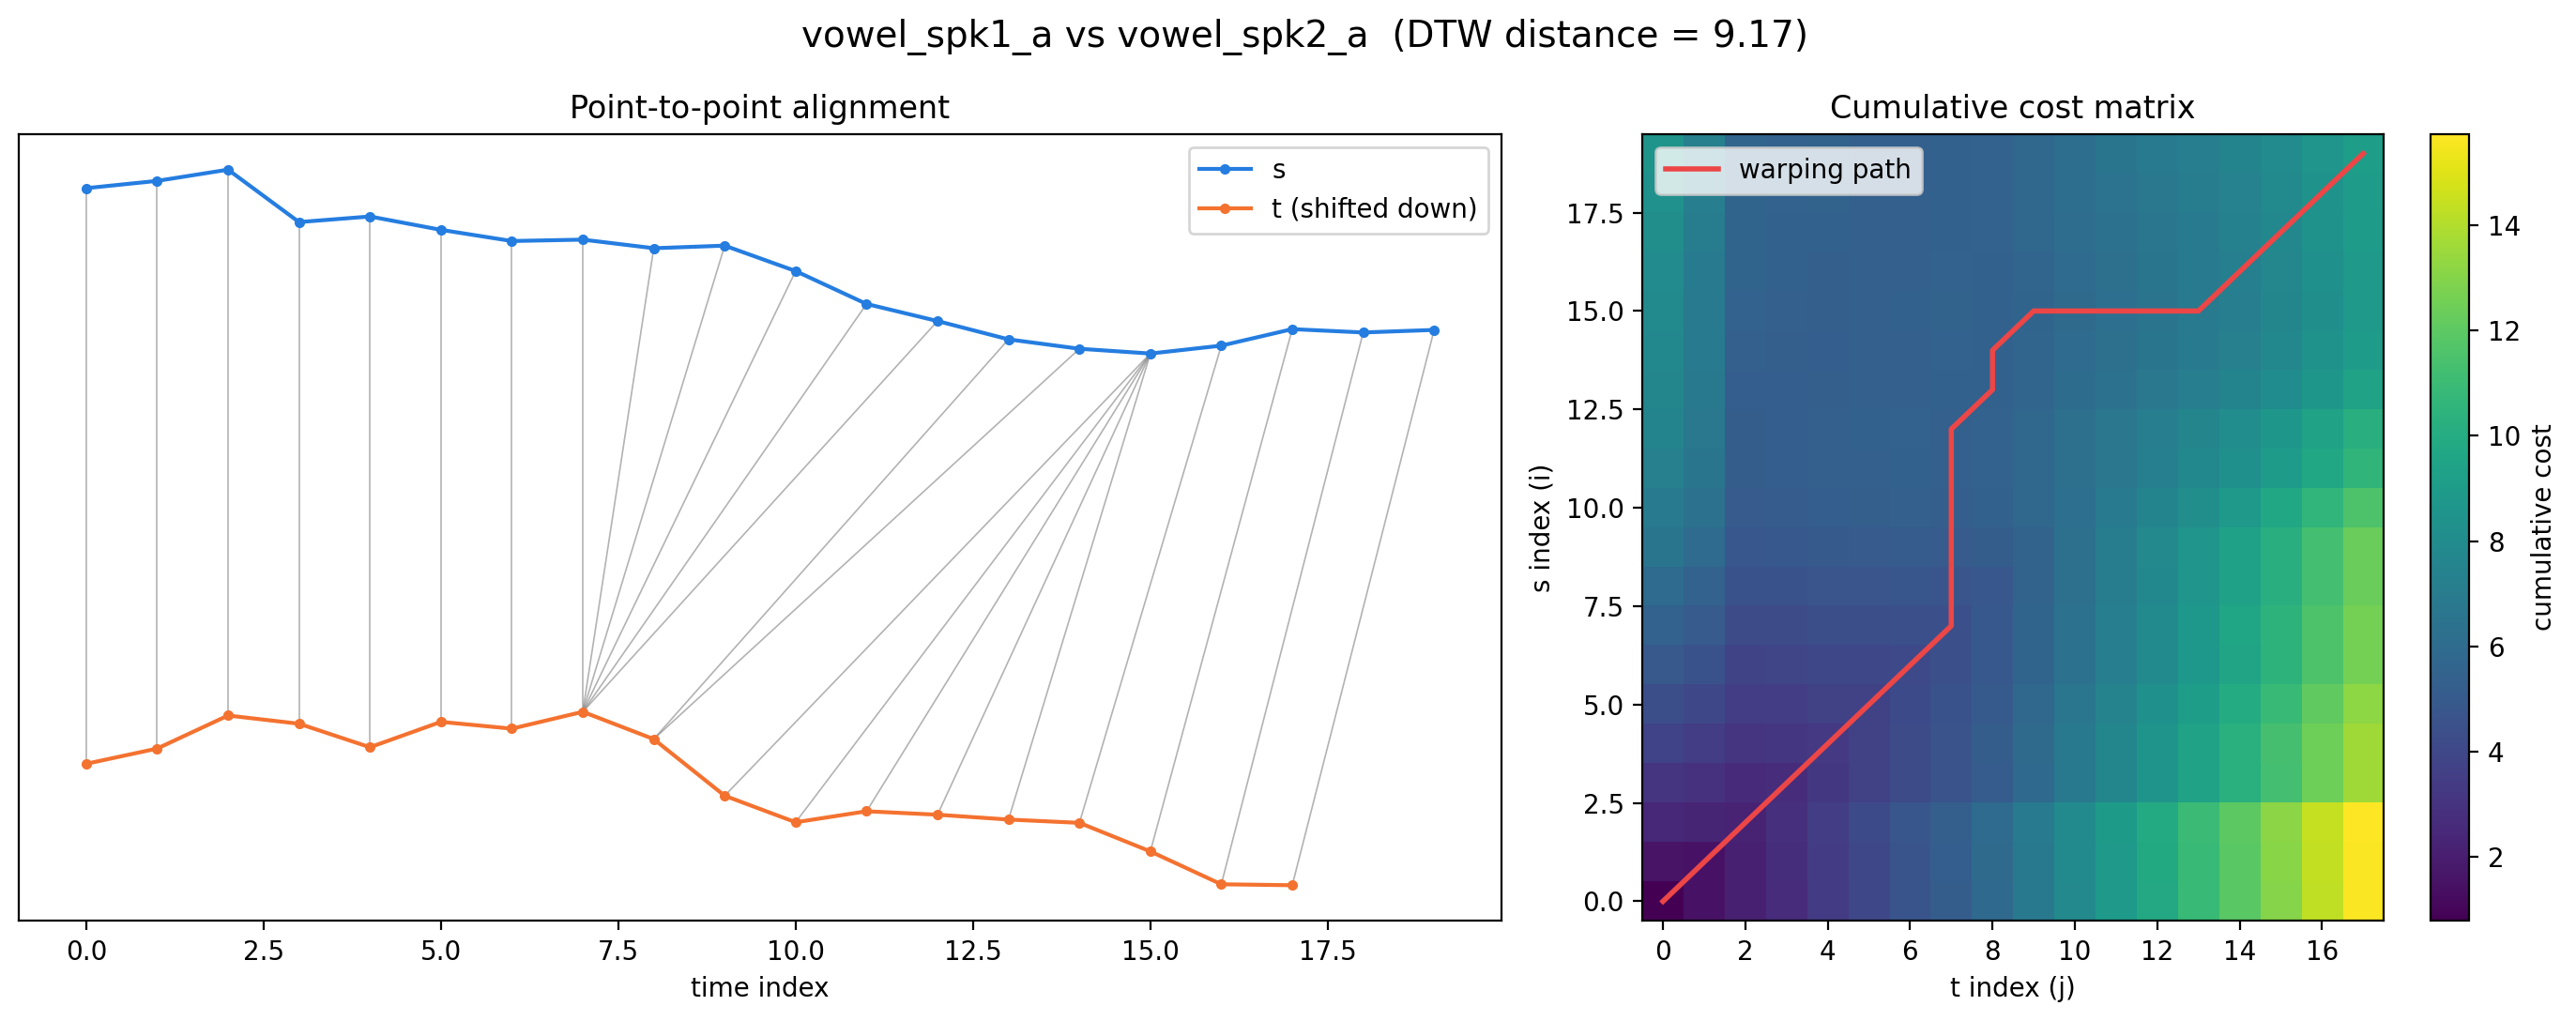 vowel_spk1_a vs vowel_spk2_a  (DTW distance = 9.17)
Point-to-point alignment
s
t (shifted down)
0.0 2.5 5.0 7.5 10.0 12.5 15.0 17.5
time index
Cumulative cost matrix
warping path
17.5
15.0
12.5
10.0
7.5
5.0
2.5
0.0
s index (i)
0 2 4 6 8 10 12 14 16
t index (j)
14
12
10
8
6
4
2
cumulative cost